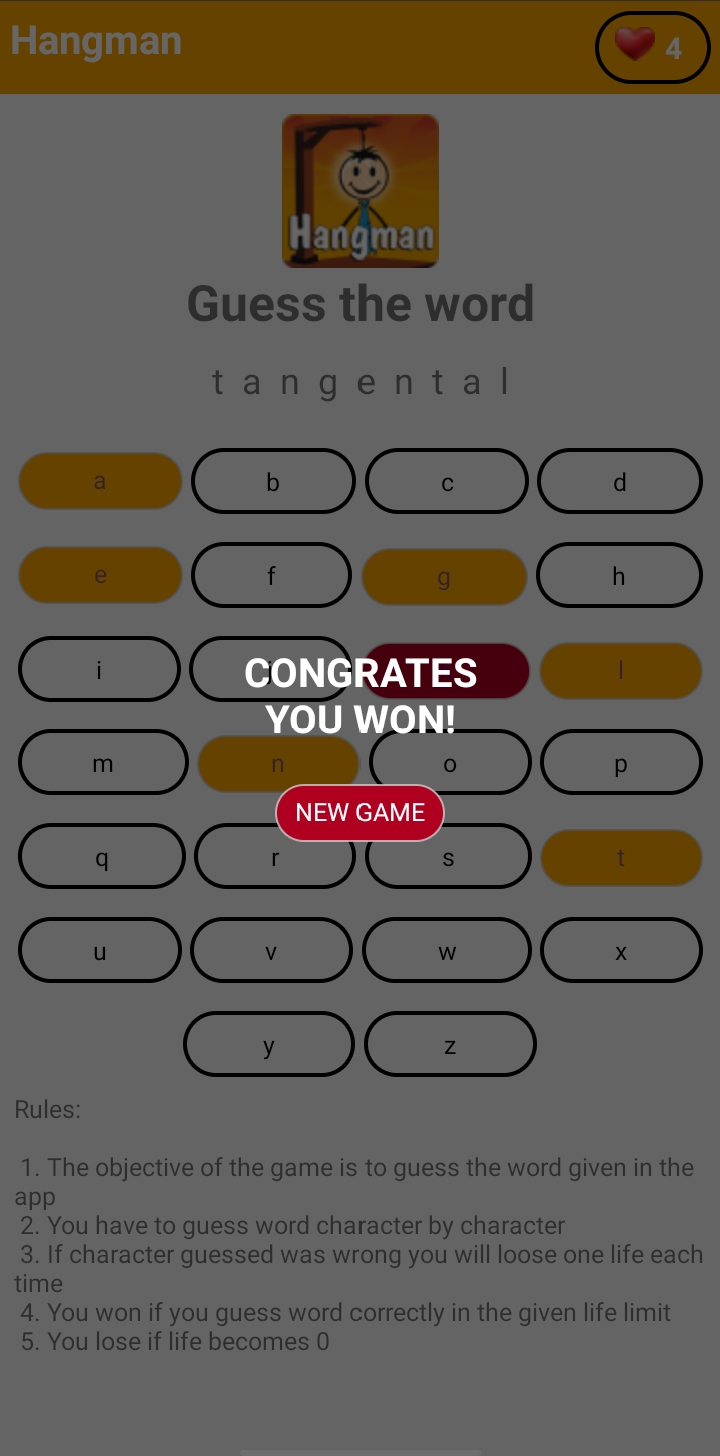 Hangman
4
Hangman
Guess the word
t a n g e n t a l
a b c d
e f g h
i j l
CONGRATES
YOU WON!
m n o p
NEW GAME
q r s t
u v w x
y z
Rules:
1. The objective of the game is to guess the word given in the
app
2. You have to guess word character by character
3. If character guessed was wrong you will loose one life each
time
4. You won if you guess word correctly in the given life limit
5. You lose if life becomes 0